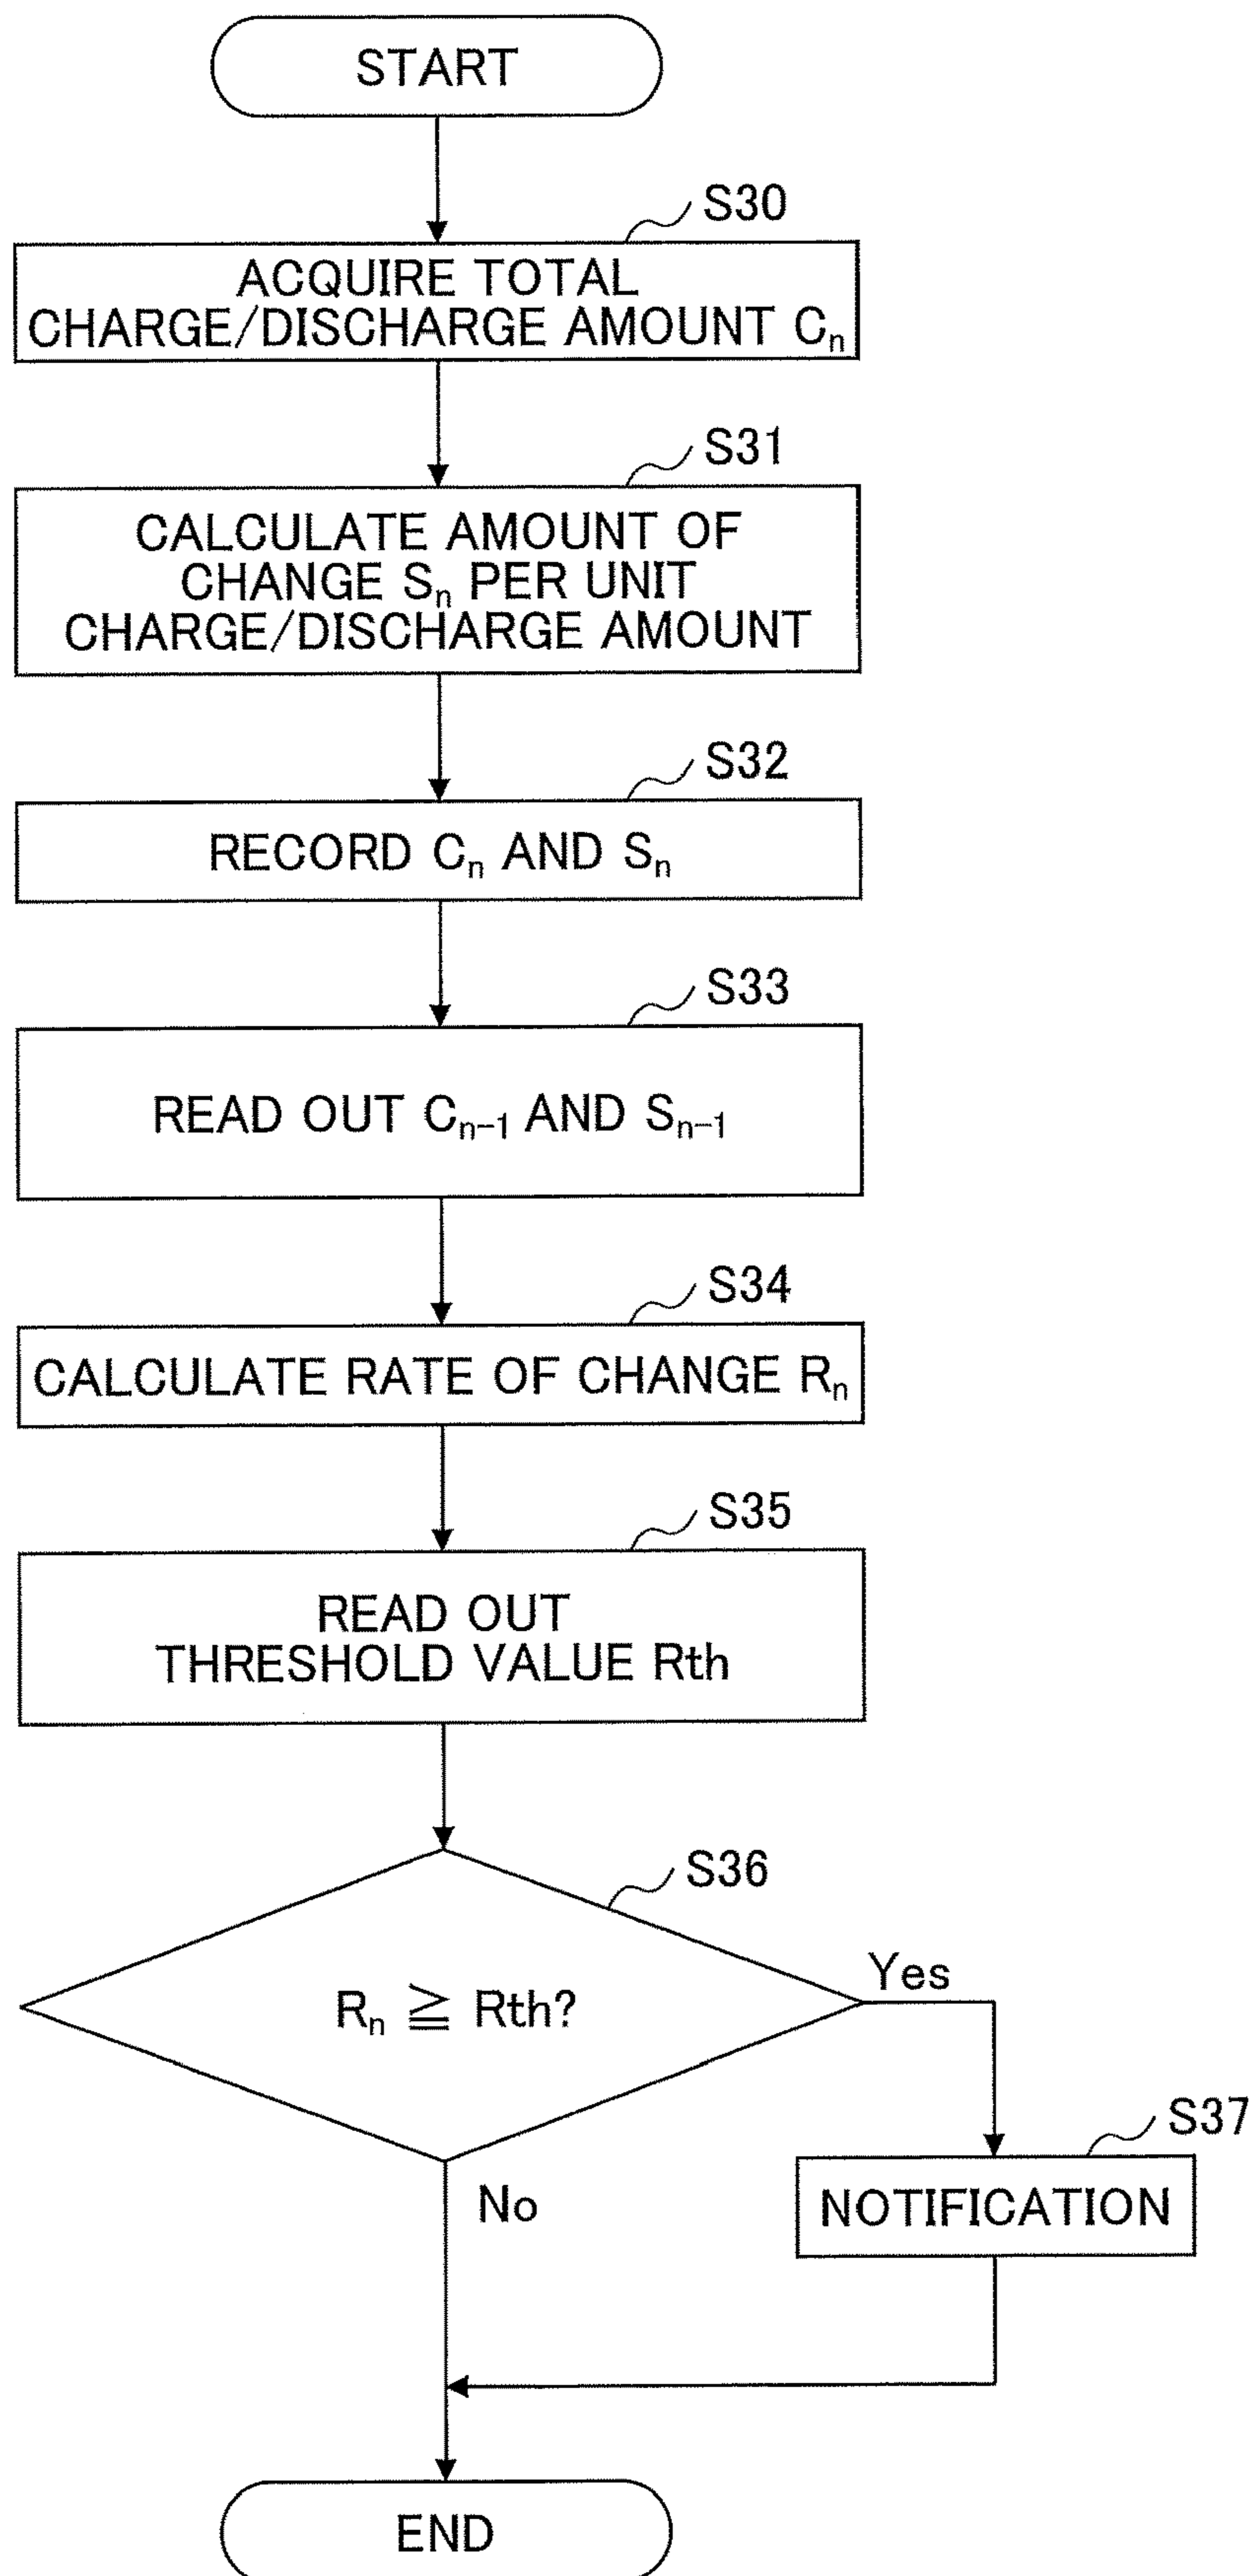 START
S30
ACQUIRE TOTAL
CHARGE/DISCHARGE AMOUNT Cₙ
S31
CALCULATE AMOUNT OF
CHANGE Sₙ PER UNIT
CHARGE/DISCHARGE AMOUNT
S32
RECORD Cₙ AND Sₙ
S33
READ OUT Cₙ₋₁ AND Sₙ₋₁
S34
CALCULATE RATE OF CHANGE Rₙ
S35
READ OUT
THRESHOLD VALUE Rth
S36
Rₙ ≧ Rth?
Yes
S37
NOTIFICATION
No
END